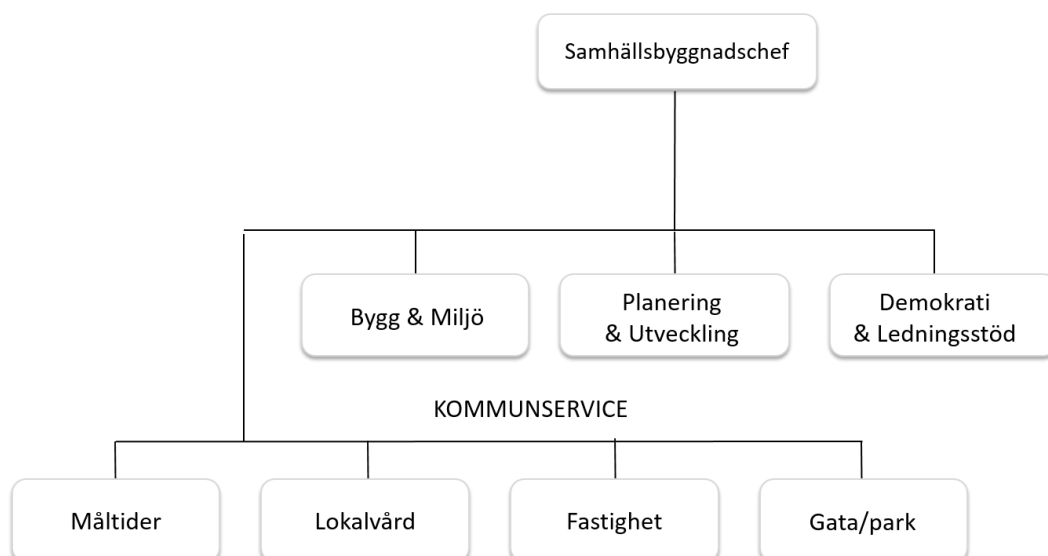 Samhällsbyggnadschef
Bygg & Miljö
Planering
& Utveckling
Demokrati
& Ledningsstöd
KOMMUNSERVICE
Måltider
Lokalvård
Fastighet
Gata/park